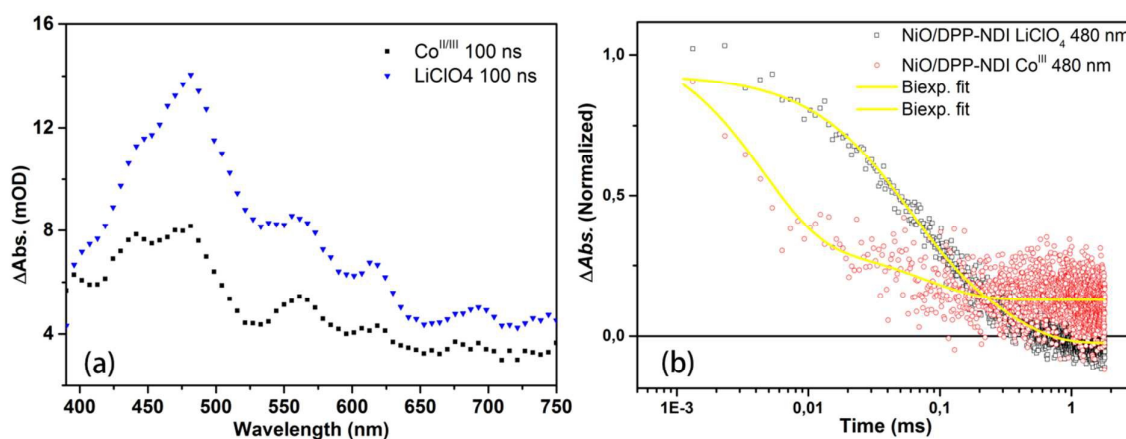 16
12
8
4
ΔAbs. (mOD)
Co^II/III 100 ns
LiClO4 100 ns
(a)
400 450 500 550 600 650 700 750
Wavelength (nm)
1,0
0,5
0,0
ΔAbs. (Normalized)
NiO/DPP-NDI LiClO₄ 480 nm
NiO/DPP-NDI Co^III 480 nm
Biexp. fit
Biexp. fit
(b)
1E-3 0,01 0,1 1
Time (ms)